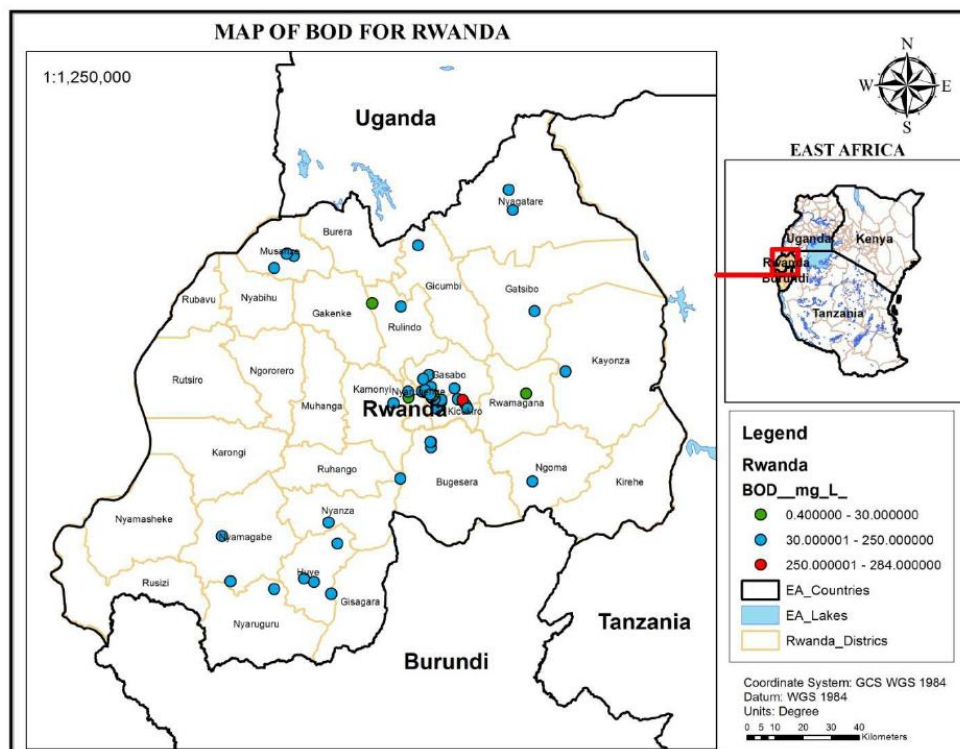 MAP OF BOD FOR RWANDA
1:1,250,000
Uganda
N
W
E
S
EAST AFRICA
Uganda
Kenya
Rwanda
Burundi
Tanzania
Nyagatare
Burera
Musanze
Rubavu
Nyabihu
Gicumbi
Gatsibo
Gakenke
Rulindo
Kayonza
Rutsiro
Ngororero
Gasabo
Kamonyi
Rwamagana
Muhanga
Rwanda
Kicukiro
Karongi
Ruhango
Bugesera
Ngoma
Kirehe
Nyamasheke
Nyanza
Nyamagabe
Rusizi
Huye
Gisagara
Nyaruguru
Tanzania
Burundi
Legend
Rwanda
BOD__mg_L_
0.400000 - 30.000000
30.000001 - 250.000000
250.000001 - 284.000000
EA_Countries
EA_Lakes
Rwanda_Districs
Coordinate System: GCS WGS 1984
Datum: WGS 1984
Units: Degree
0 5 10 20 30 40
Kilometers